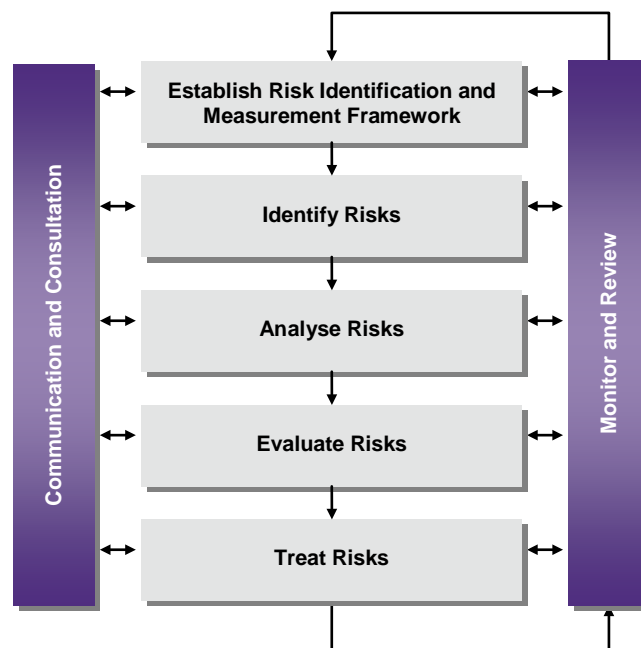 Establish Risk Identification and
Measurement Framework
Communication and Consultation
Monitor and Review
Identify Risks
Analyse Risks
Evaluate Risks
Treat Risks